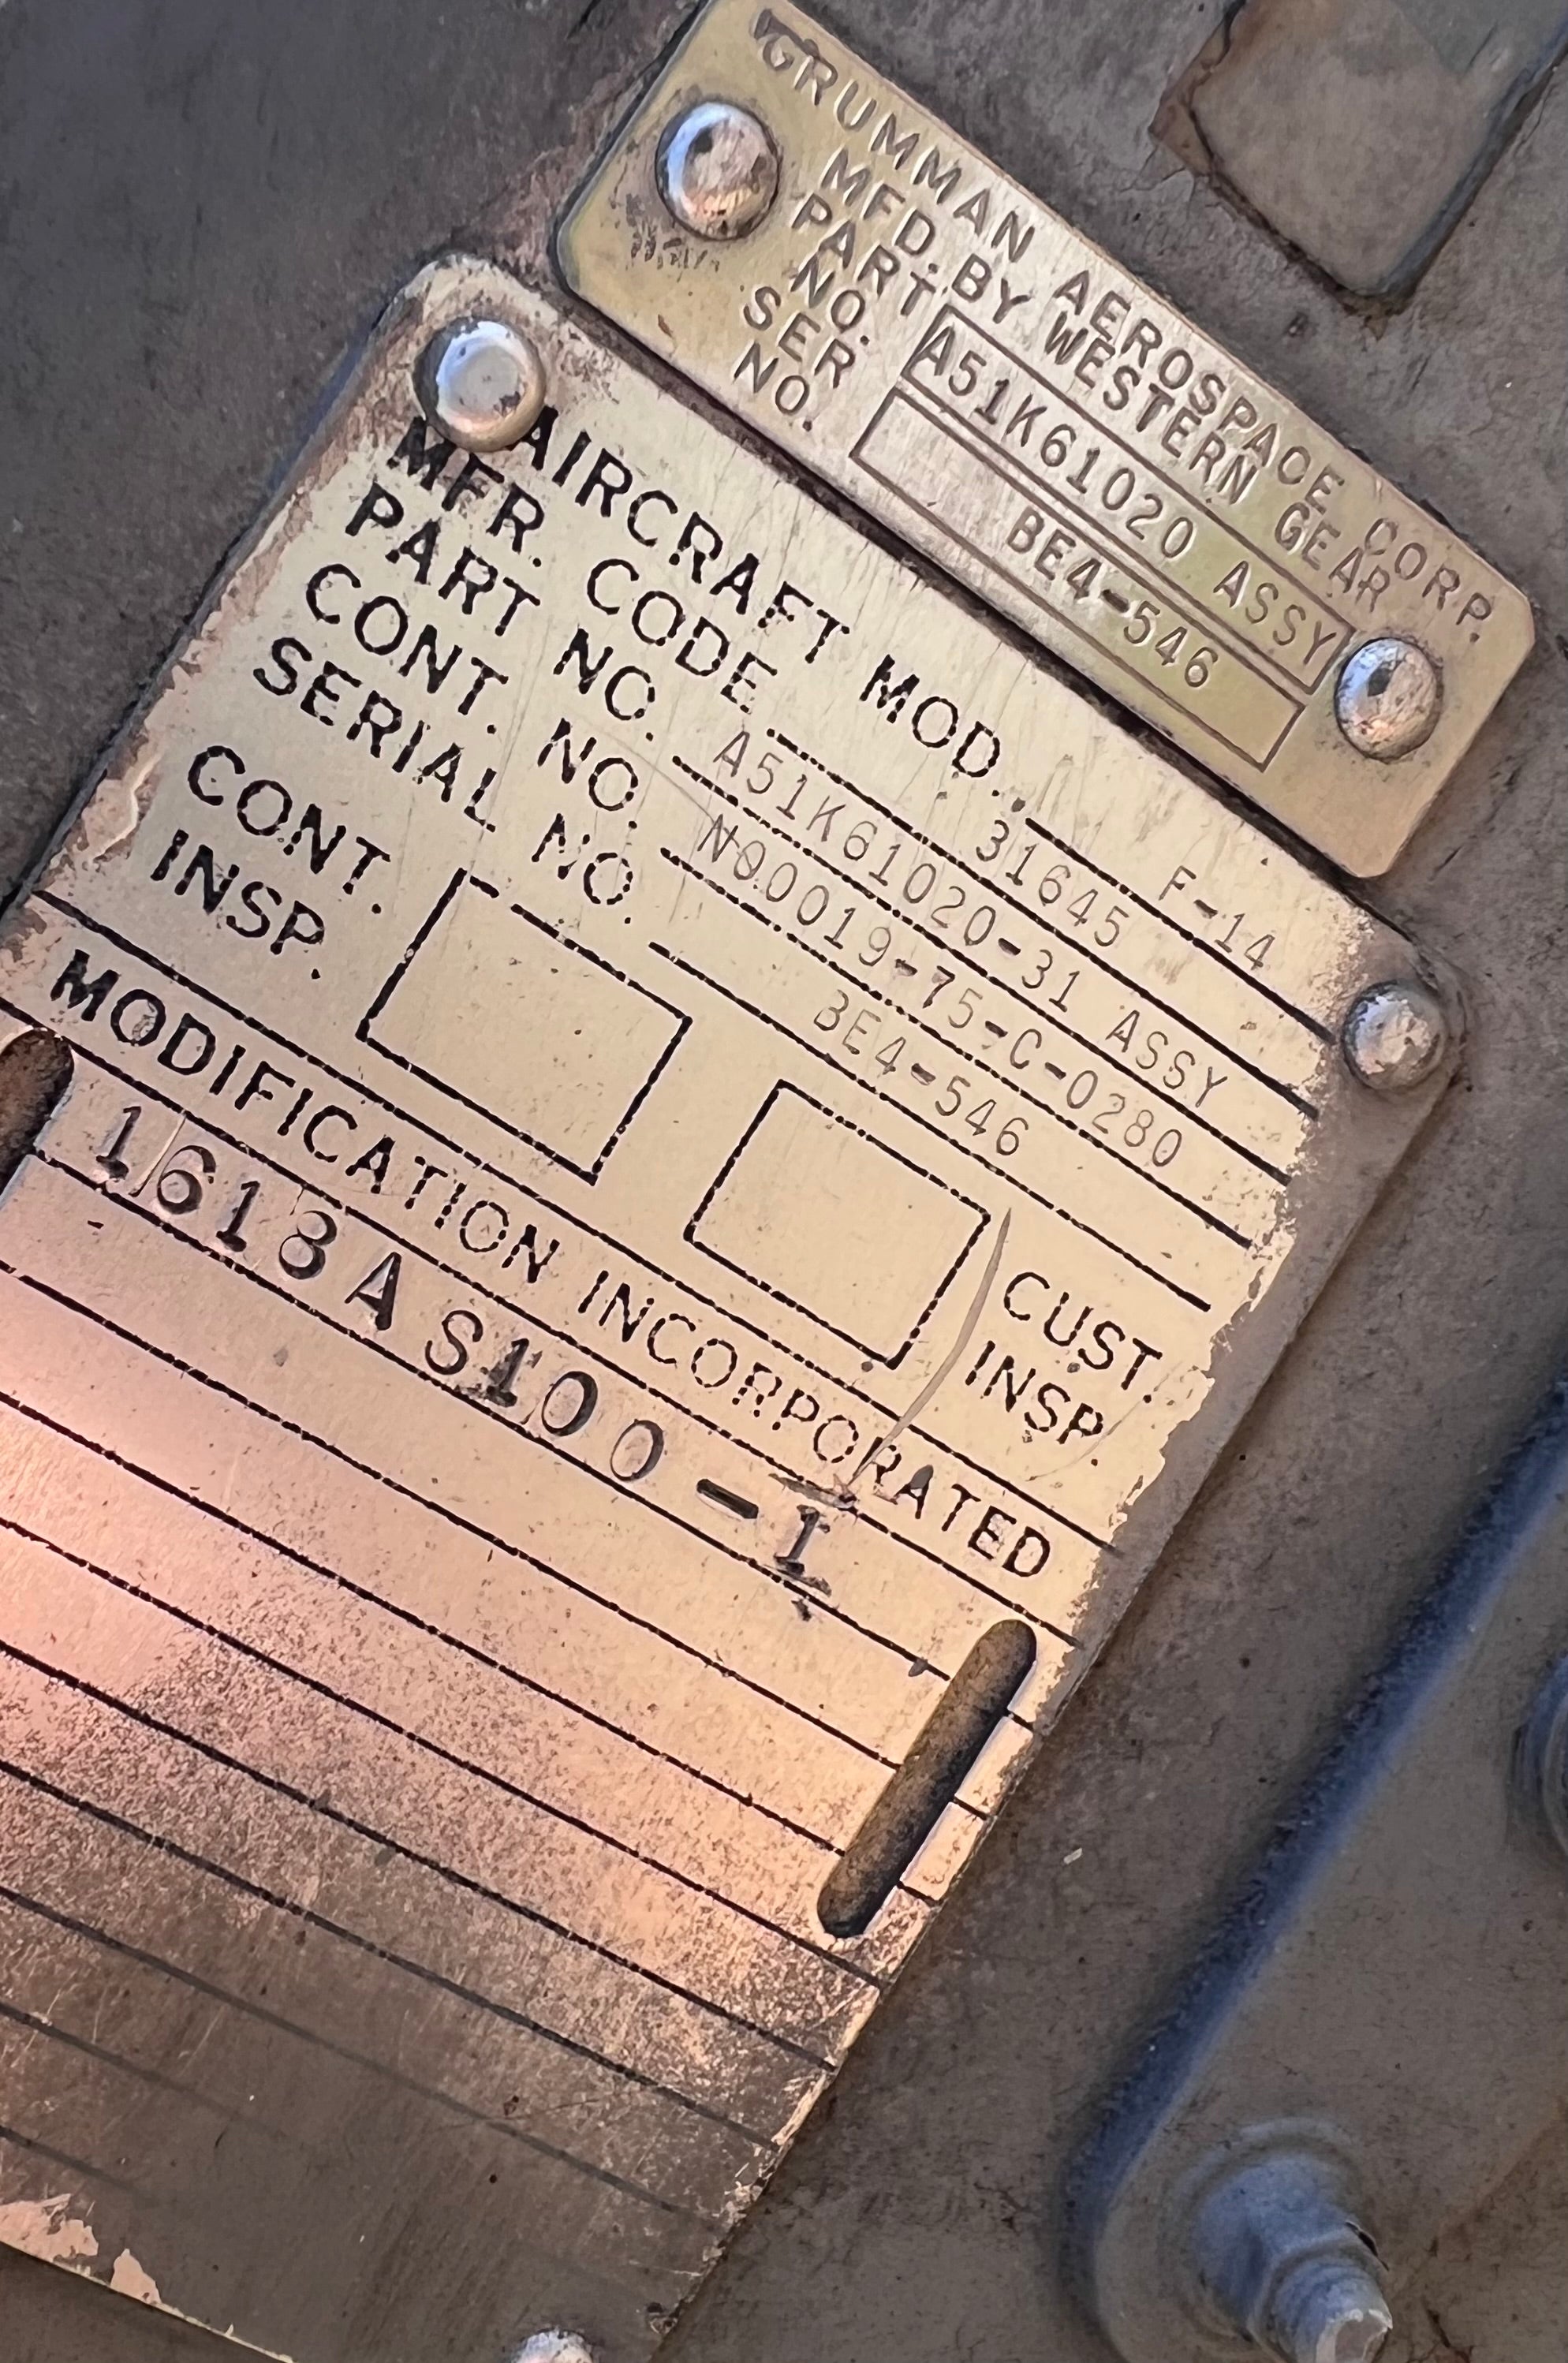 GRUMMAN AEROSPACE CORP.
MFD. BY WESTERN GEAR
PART NO. A51K61020 ASSY
SER NO. BE4-546
AIRCRAFT MOD. F-14
MFR. CODE 31645
PART NO. A51K61020-31 ASSY
CONT. NO. N00019-75-C-0280
SERIAL NO. BE4-546
CONT. INSP.
CUST. INSP.
MODIFICATION INCORPORATED
1618AS100-1